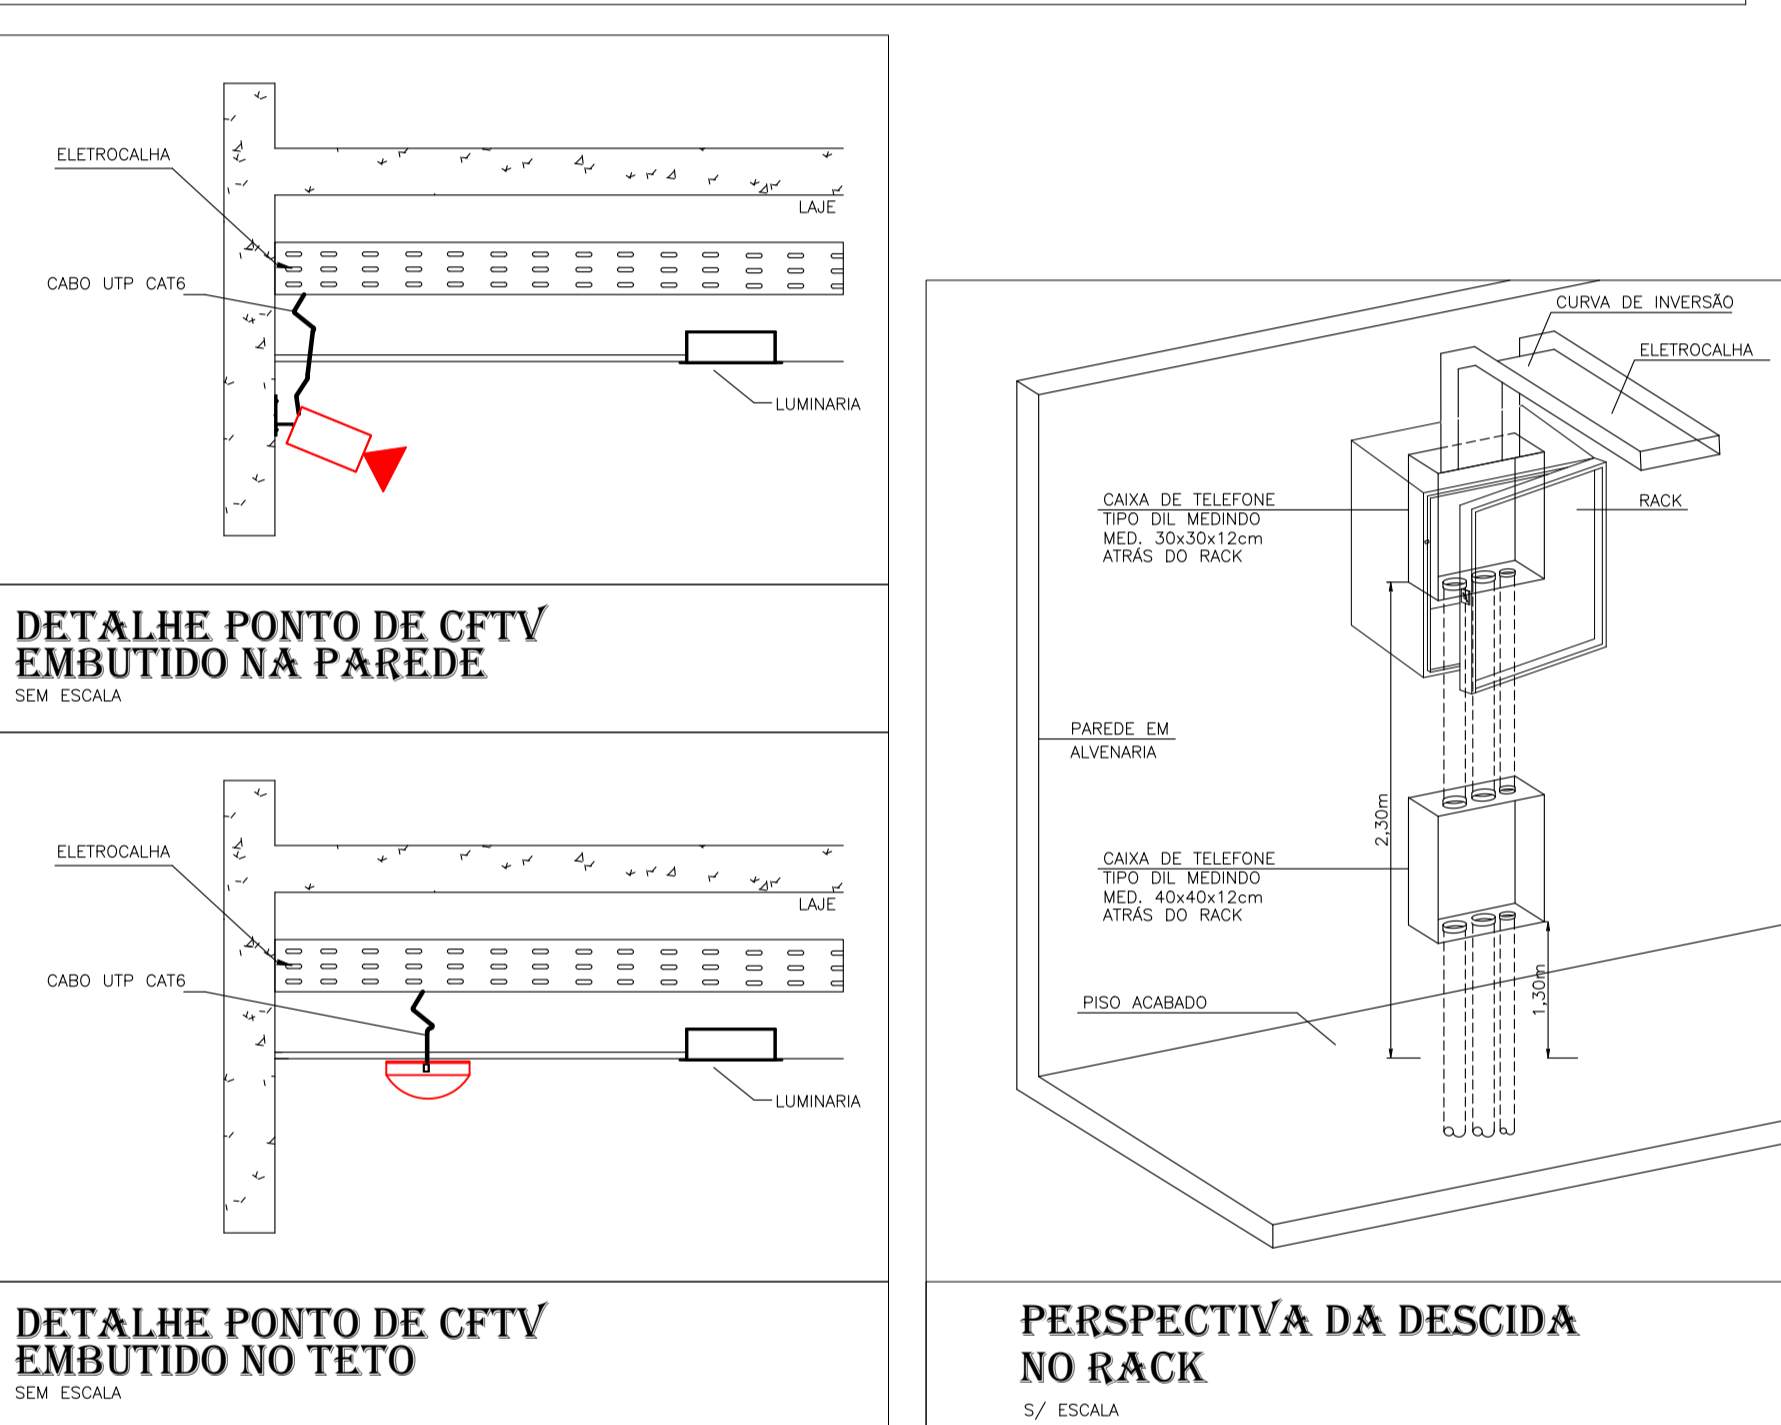 ELETROCALHA
LAJE
CABO UTP CAT6
LUMINARIA
DETALHE PONTO DE CFTV
EMBUTIDO NA PAREDE
SEM ESCALA
ELETROCALHA
LAJE
CABO UTP CAT6
LUMINARIA
DETALHE PONTO DE CFTV
EMBUTIDO NO TETO
SEM ESCALA
CURVA DE INVERSÃO
ELETROCALHA
CAIXA DE TELEFONE
TIPO DIL MEDINDO
MED. 30x30x12cm
ATRÁS DO RACK
RACK
PAREDE EM
ALVENARIA
2,30m
CAIXA DE TELEFONE
TIPO DIL MEDINDO
MED. 40x40x12cm
ATRÁS DO RACK
1,30m
PISO ACABADO
PERSPECTIVA DA DESCIDA
NO RACK
S/ ESCALA